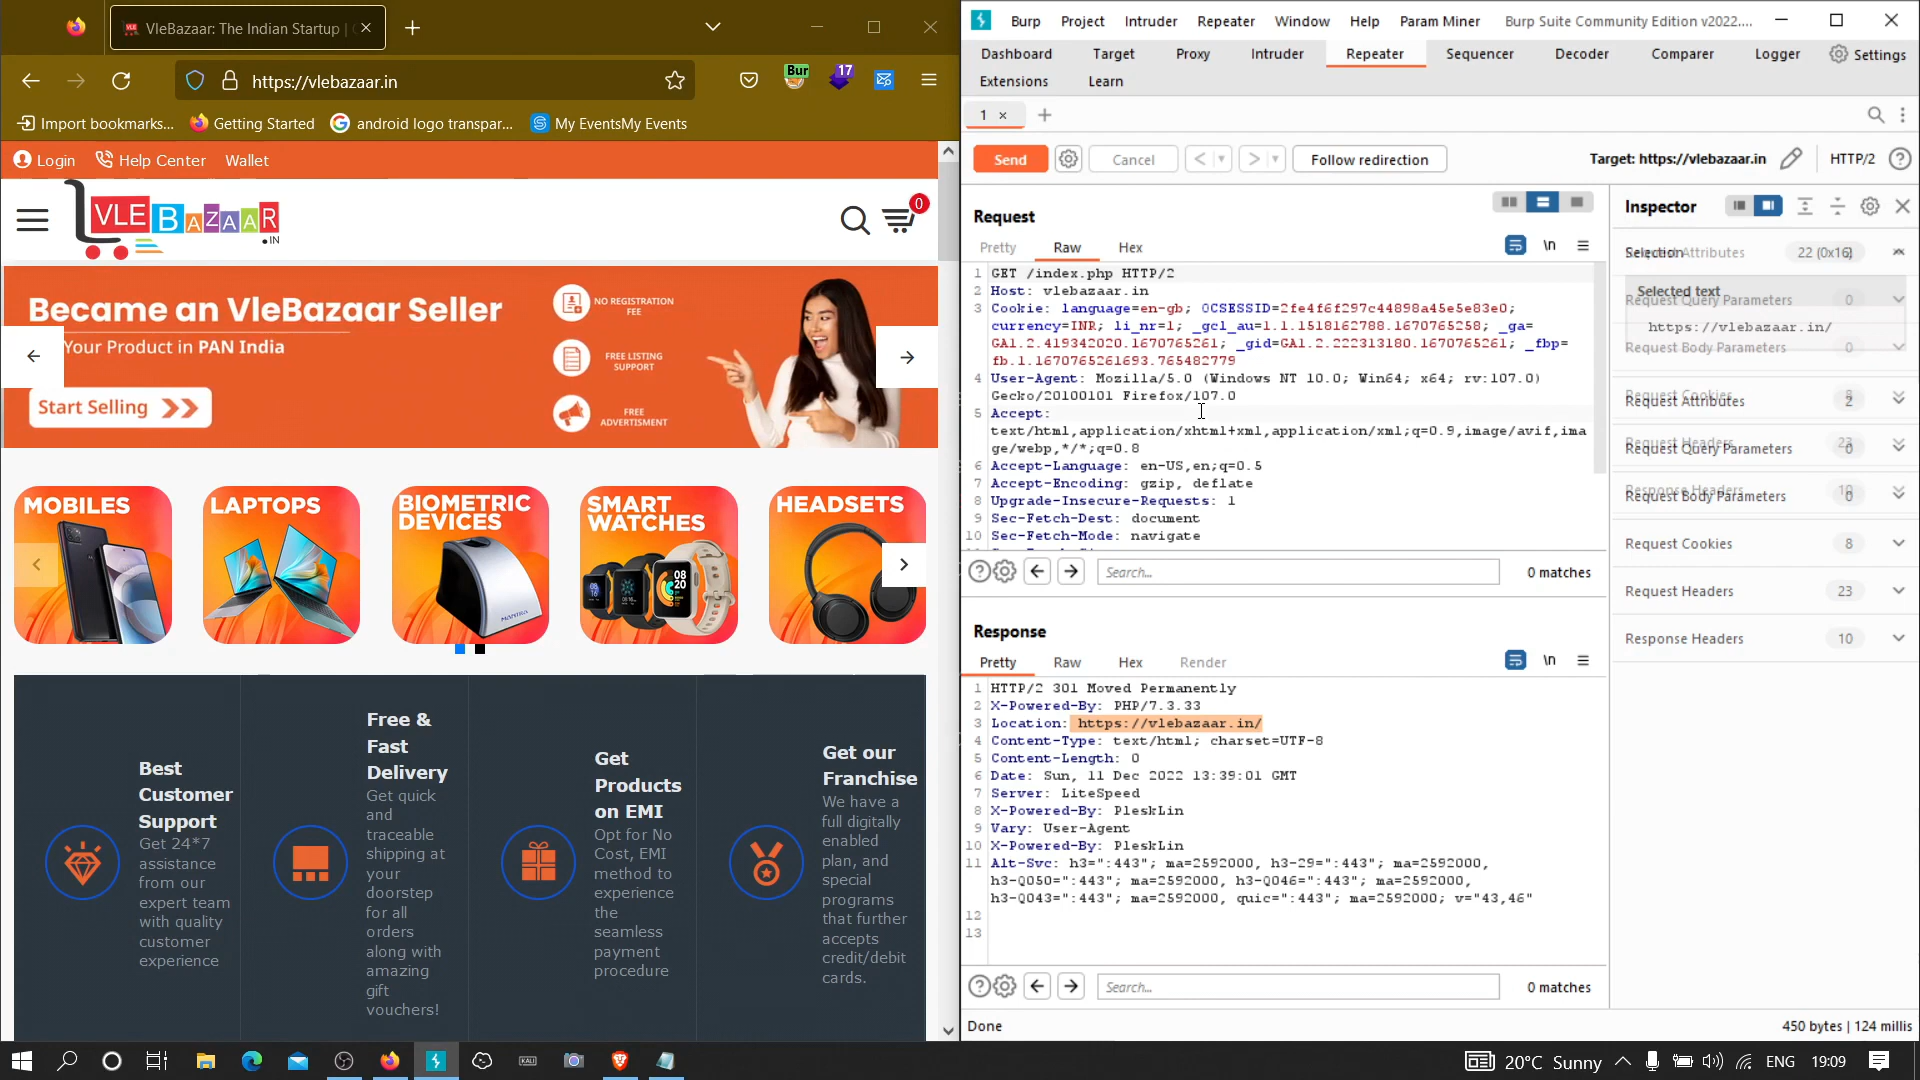 VleBazaar: The Indian Startup |
https://vlebazaar.in
Bur
17
Import bookmarks...
Getting Started
android logo transpar...
My EventsMy Events
Login
Help Center
Wallet
VLE BAZAAR
.IN
0
Became an VleBazaar Seller
Your Product in PAN India
Start Selling
NO REGISTRATION
FEE
FREE LISTING
SUPPORT
FREE
ADVERTISMENT
MOBILES
LAPTOPS
BIOMETRIC
DEVICES
MANTRA
SMART
WATCHES
HEADSETS
Best
Customer
Support
Get 24*7
assistance
from our
expert team
with quality
customer
experience
Free &
Fast
Delivery
Get quick
and
traceable
shipping at
your
doorstep
for all
orders
along with
amazing
gift
vouchers!
Get
Products
on EMI
Opt for No
Cost, EMI
method to
experience
the
seamless
payment
procedure
Get our
Franchise
We have a
full digitally
enabled
plan, and
special
programs
that further
accepts
credit/debit
cards.
Burp Project Intruder Repeater Window Help Param Miner Burp Suite Community Edition v2022....
Dashboard Target Proxy Intruder Repeater Sequencer Decoder Comparer Logger Settings
Extensions Learn
1 ×
Send Cancel Follow redirection Target: https://vlebazaar.in HTTP/2
Request
Pretty Raw Hex \n
1 GET /index.php HTTP/2
2 Host: vlebazaar.in
3 Cookie: language=en-gb; OCSESSID=2fe4f6f297c44898a45e5e83e0;
currency=INR; li_nr=1; _gcl_au=1.1.1518162788.1670765258; _ga=
GA1.2.419342020.1670765261; _gid=GA1.2.222313180.1670765261; _fbp=
fb.1.1670765261693.765482779
4 User-Agent: Mozilla/5.0 (Windows NT 10.0; Win64; x64; rv:107.0)
Gecko/20100101 Firefox/107.0
5 Accept:
text/html,application/xhtml+xml,application/xml;q=0.9,image/avif,ima
ge/webp,*/*;q=0.8
6 Accept-Language: en-US,en;q=0.5
7 Accept-Encoding: gzip, deflate
8 Upgrade-Insecure-Requests: 1
9 Sec-Fetch-Dest: document
10 Sec-Fetch-Mode: navigate
Search...
0 matches
Response
Pretty Raw Hex Render \n
1 HTTP/2 301 Moved Permanently
2 X-Powered-By: PHP/7.3.33
3 Location: https://vlebazaar.in/
4 Content-Type: text/html; charset=UTF-8
5 Content-Length: 0
6 Date: Sun, 11 Dec 2022 13:39:01 GMT
7 Server: LiteSpeed
8 X-Powered-By: PleskLin
9 Vary: User-Agent
10 X-Powered-By: PleskLin
11 Alt-Svc: h3=":443"; ma=2592000, h3-29=":443"; ma=2592000,
h3-Q050=":443"; ma=2592000, h3-Q046=":443"; ma=2592000,
h3-Q043=":443"; ma=2592000, quic=":443"; ma=2592000; v="43,46"
12
13
Search...
0 matches
Done
450 bytes | 124 millis
Inspector
Selection 22 (0x16)
Selected text
https://vlebazaar.in/
Request Query Parameters 0
Request Body Parameters 0
Request Attributes 2
Request Query Parameters 0
Request Body Parameters 0
Request Cookies 8
Request Headers 23
Response Headers 10
KALI
20°C Sunny
ENG
19:09